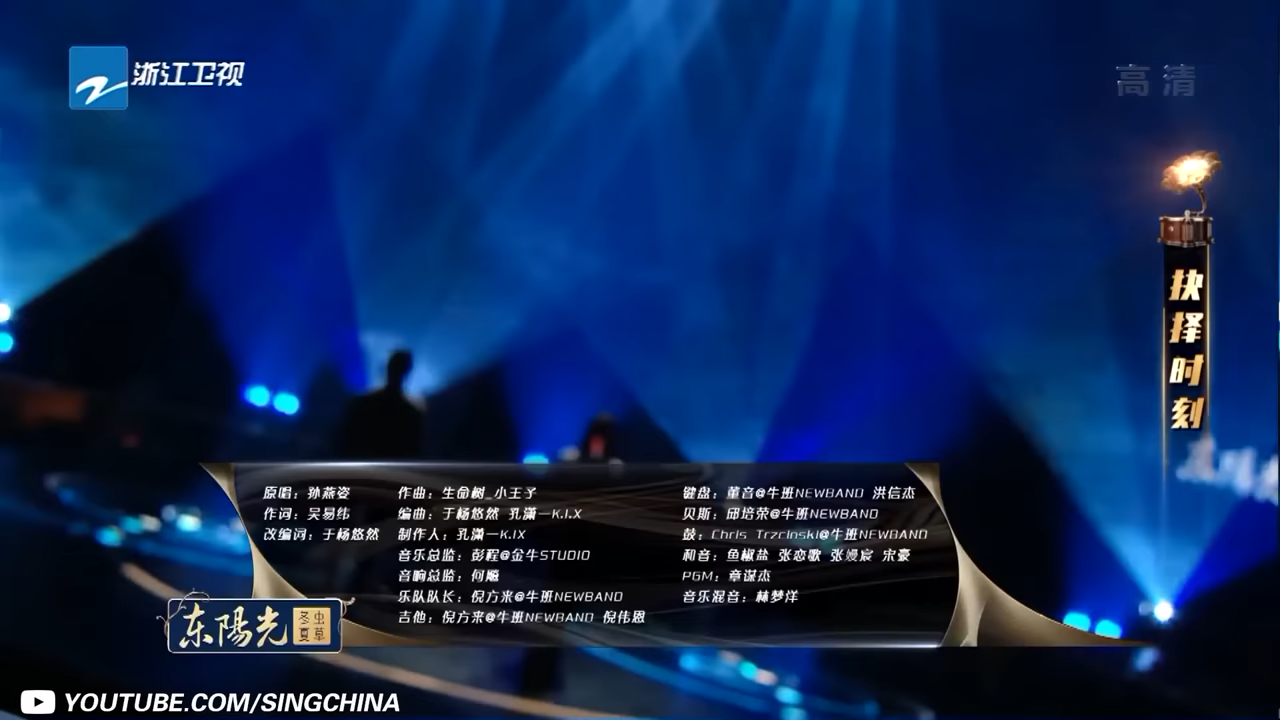 浙江卫视
高清
抉择时刻
原唱：孙燕姿
作词：吴易纬
改编词：于杨悠然
作曲：生命树_小王子
编曲：于杨悠然 孔潇一K.I.X
制作人：孔潇一K.IX
音乐总监：彭程@金牛STUDIO
音响总监：何飚
乐队队长：倪方来@牛班NEWBAND
吉他：倪方来@牛班NEWBAND 倪伟恩
键盘：董音@牛班NEWBAND 洪信杰
贝斯：邱培荣@牛班NEWBAND
鼓：Chris Trzcinski@牛班NEWBAND
和音：鱼椒盐 张恋歌 张嫚宸 宋豪
PGM：章谋杰
音乐混音：林梦洋
东陽光
冬虫
夏草
YOUTUBE.COM/SINGCHINA